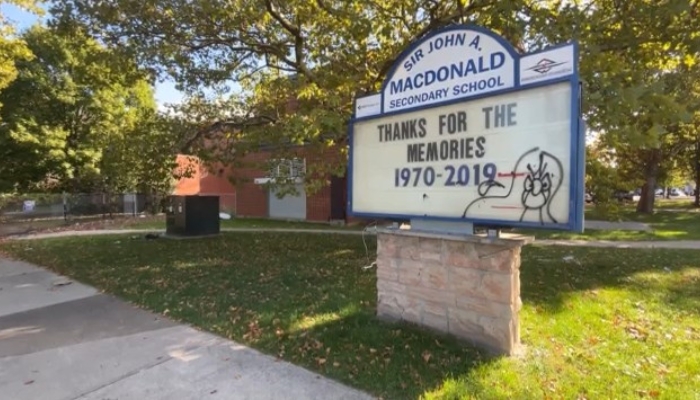 SIR JOHN A.
MACDONALD
SECONDARY SCHOOL
THANKS FOR THE
MEMORIES
1970-2019